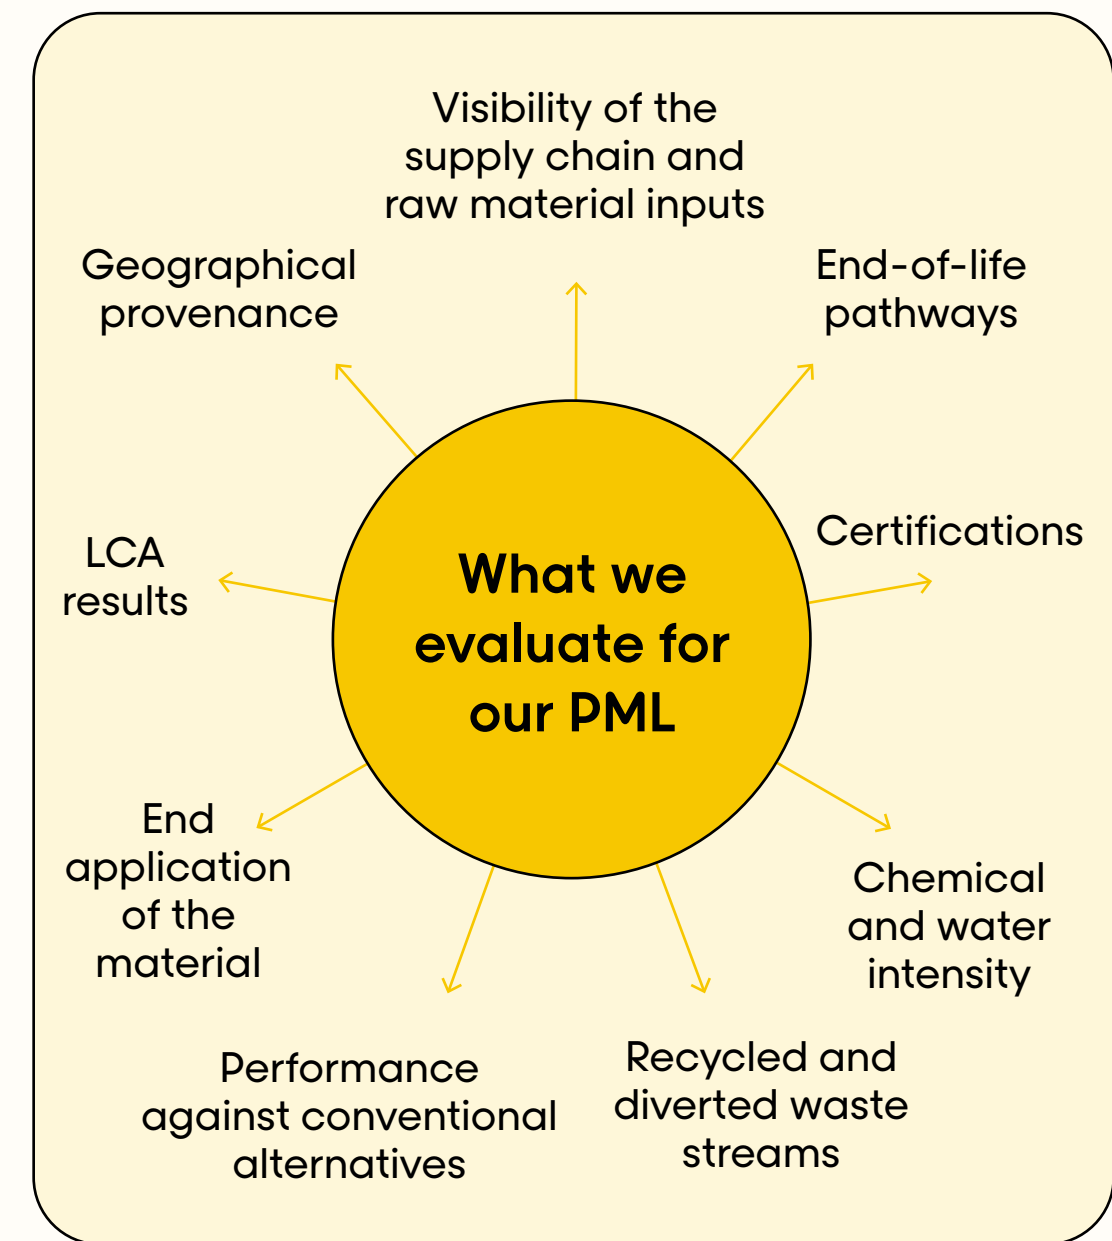 Visibility of the
supply chain and
raw material inputs
Geographical
provenance
End-of-life
pathways
LCA
results
Certifications
What we
evaluate for
our PML
End
application
of the
material
Chemical
and water
intensity
Performance
against conventional
alternatives
Recycled and
diverted waste
streams